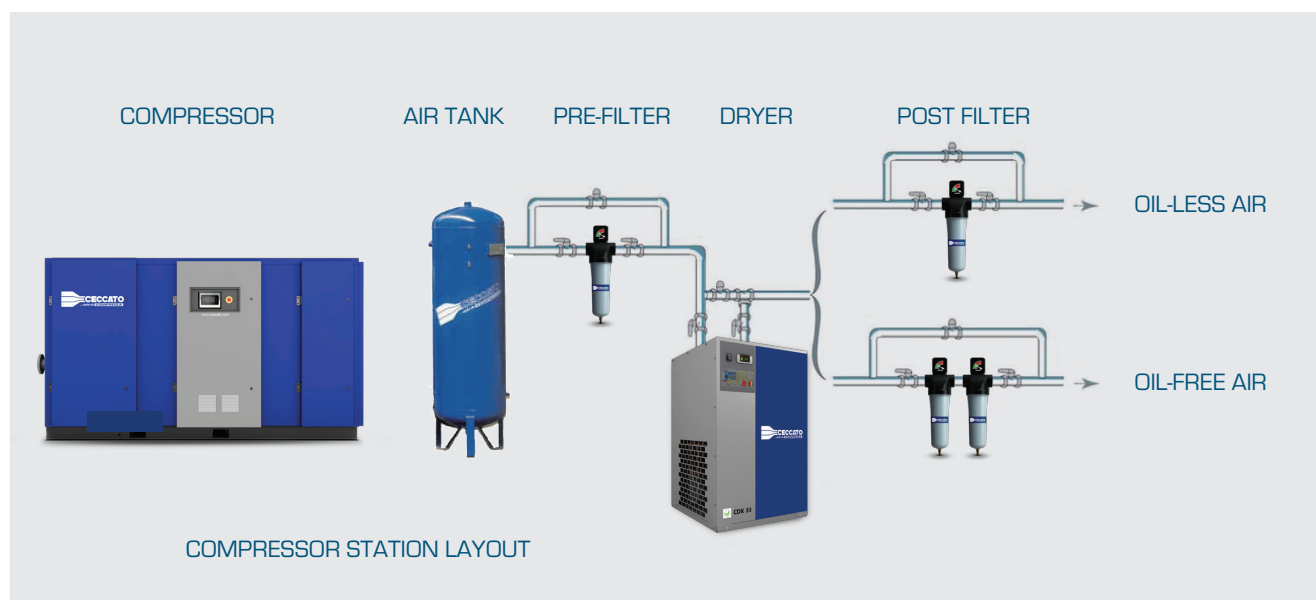 COMPRESSOR
AIR TANK
PRE-FILTER
DRYER
POST FILTER
OIL-LESS AIR
CECCATO
CECCATO
CDX 33
OIL-FREE AIR
COMPRESSOR STATION LAYOUT